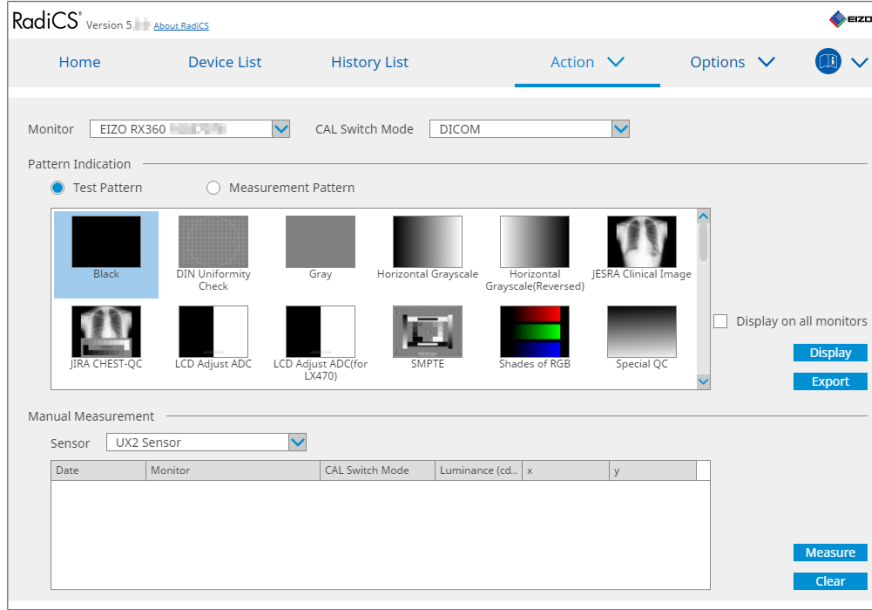 RadiCS® Version 5. About RadiCS
EIZO
Home Device List History List Action Options
Monitor EIZO RX360 CAL Switch Mode DICOM
Pattern Indication
Test Pattern Measurement Pattern
Black
DIN Uniformity
Check
Gray
Horizontal Grayscale
Horizontal
Grayscale(Reversed)
JESRA Clinical Image
JIRA CHEST-QC
LCD Adjust ADC
LCD Adjust ADC(for
LX470)
SMPTE
Shades of RGB
Special QC
Display on all monitors
Display
Export
Manual Measurement
Sensor UX2 Sensor
Date Monitor CAL Switch Mode Luminance (cd... x y
Measure
Clear